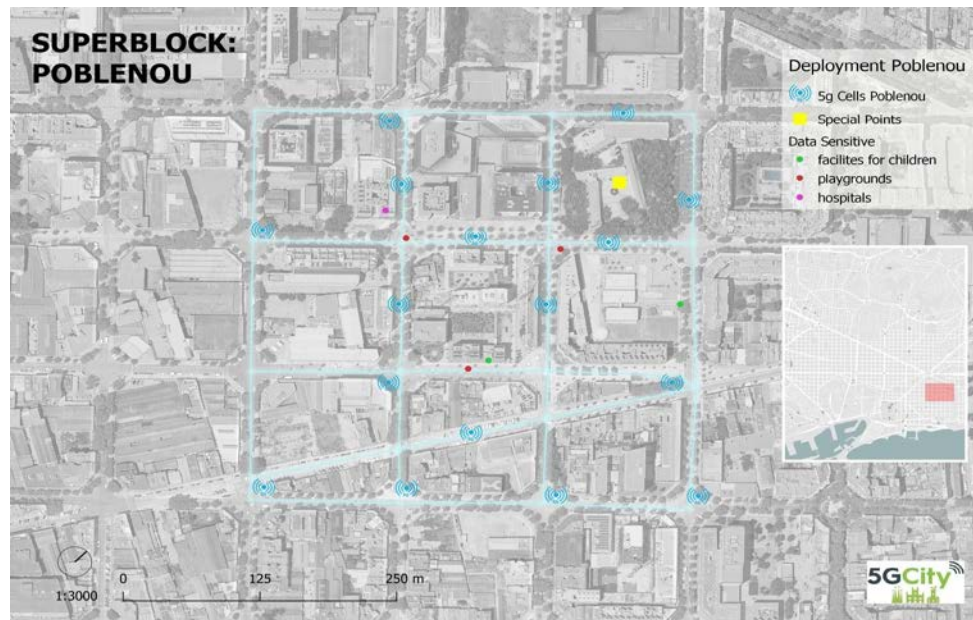 SUPERBLOCK:
POBLENOU
Deployment Poblenou
5g Cells Poblenou
Special Points
Data Sensitive
facilites for children
playgrounds
hospitals
0 125 250 m
1:3000
5GCity